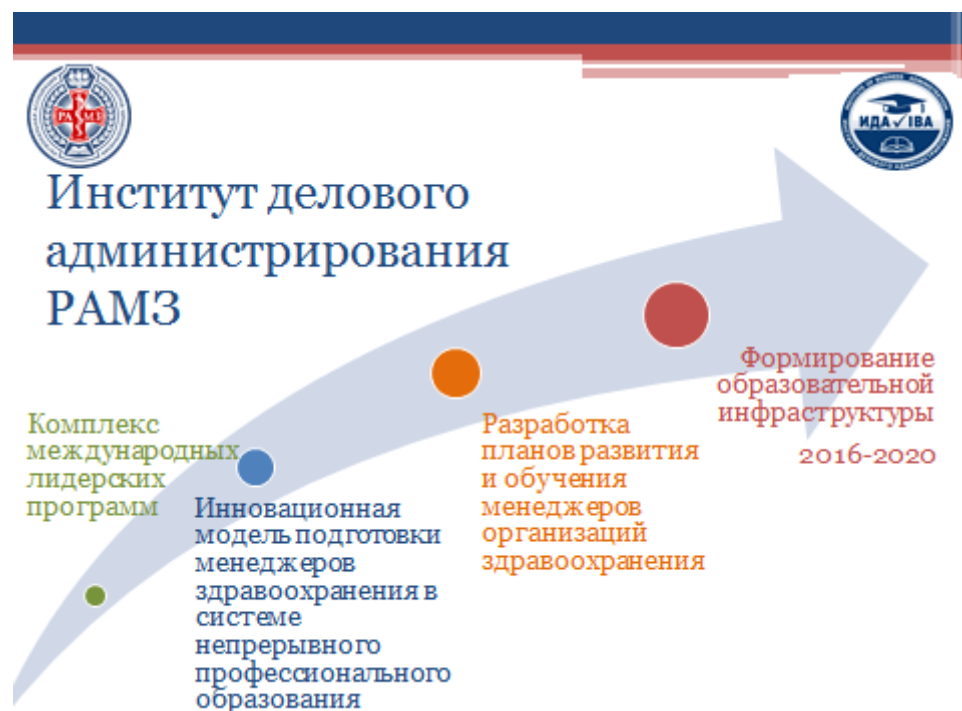 РАМЗ
ИДА IBA
Институт делового
администрирования
РАМЗ
Комплекс
международных
лидерских
программ
Инновационная
модель подготовки
менеджеров
здравоохранения в
системе
непрерывного
профессионального
образования
Разработка
планов развития
и обучения
менеджеров
организаций
здравоохранения
Формирование
образовательной
инфраструктуры
2016-2020